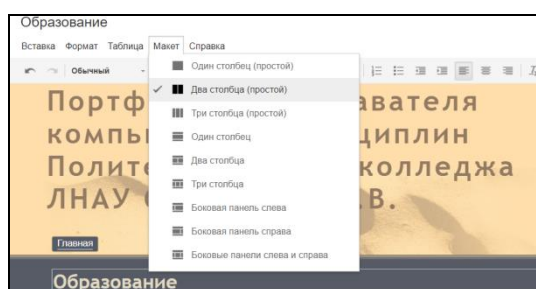 Образование
Вставка Формат Таблица Макет Справка
Обычный
Один столбец (простой)
Два столбца (простой)
Три столбца (простой)
Один столбец
Два столбца
Три столбца
Боковая панель слева
Боковая панель справа
Боковые панели слева и справа
Портф авателя
компь циплин
Полите колледжа
ЛНАУ .В.
Главная
Образование